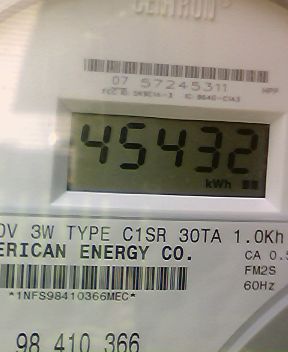 CENTRON
07 57245311
HPP
45432
kWh
0V 3W TYPE C1SR 30TA 1.0Kh
ERICAN ENERGY CO.
CA 0.5
FM2S
60Hz
*1NFS98410366MEC*
98 410 366